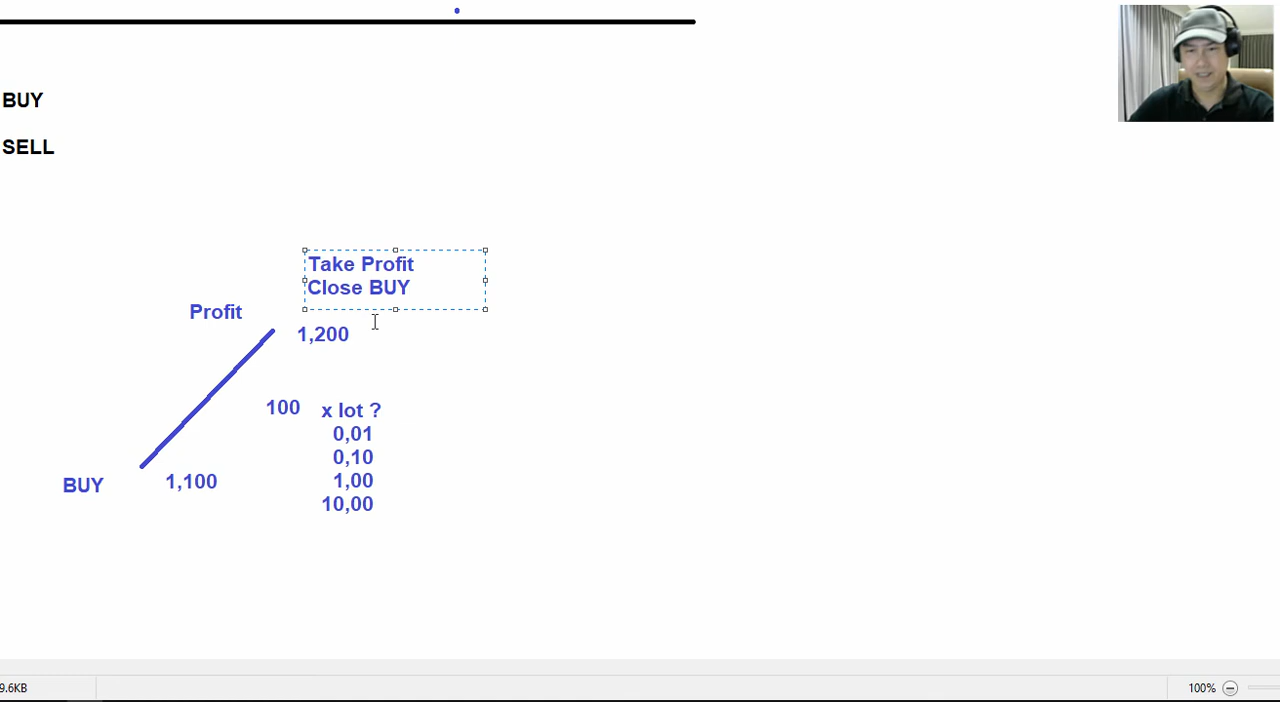 BUY
SELL
Take Profit
Close BUY
Profit
1,200
100 x lot ?
0,01
0,10
1,00
10,00
BUY 1,100
9.6KB
100%